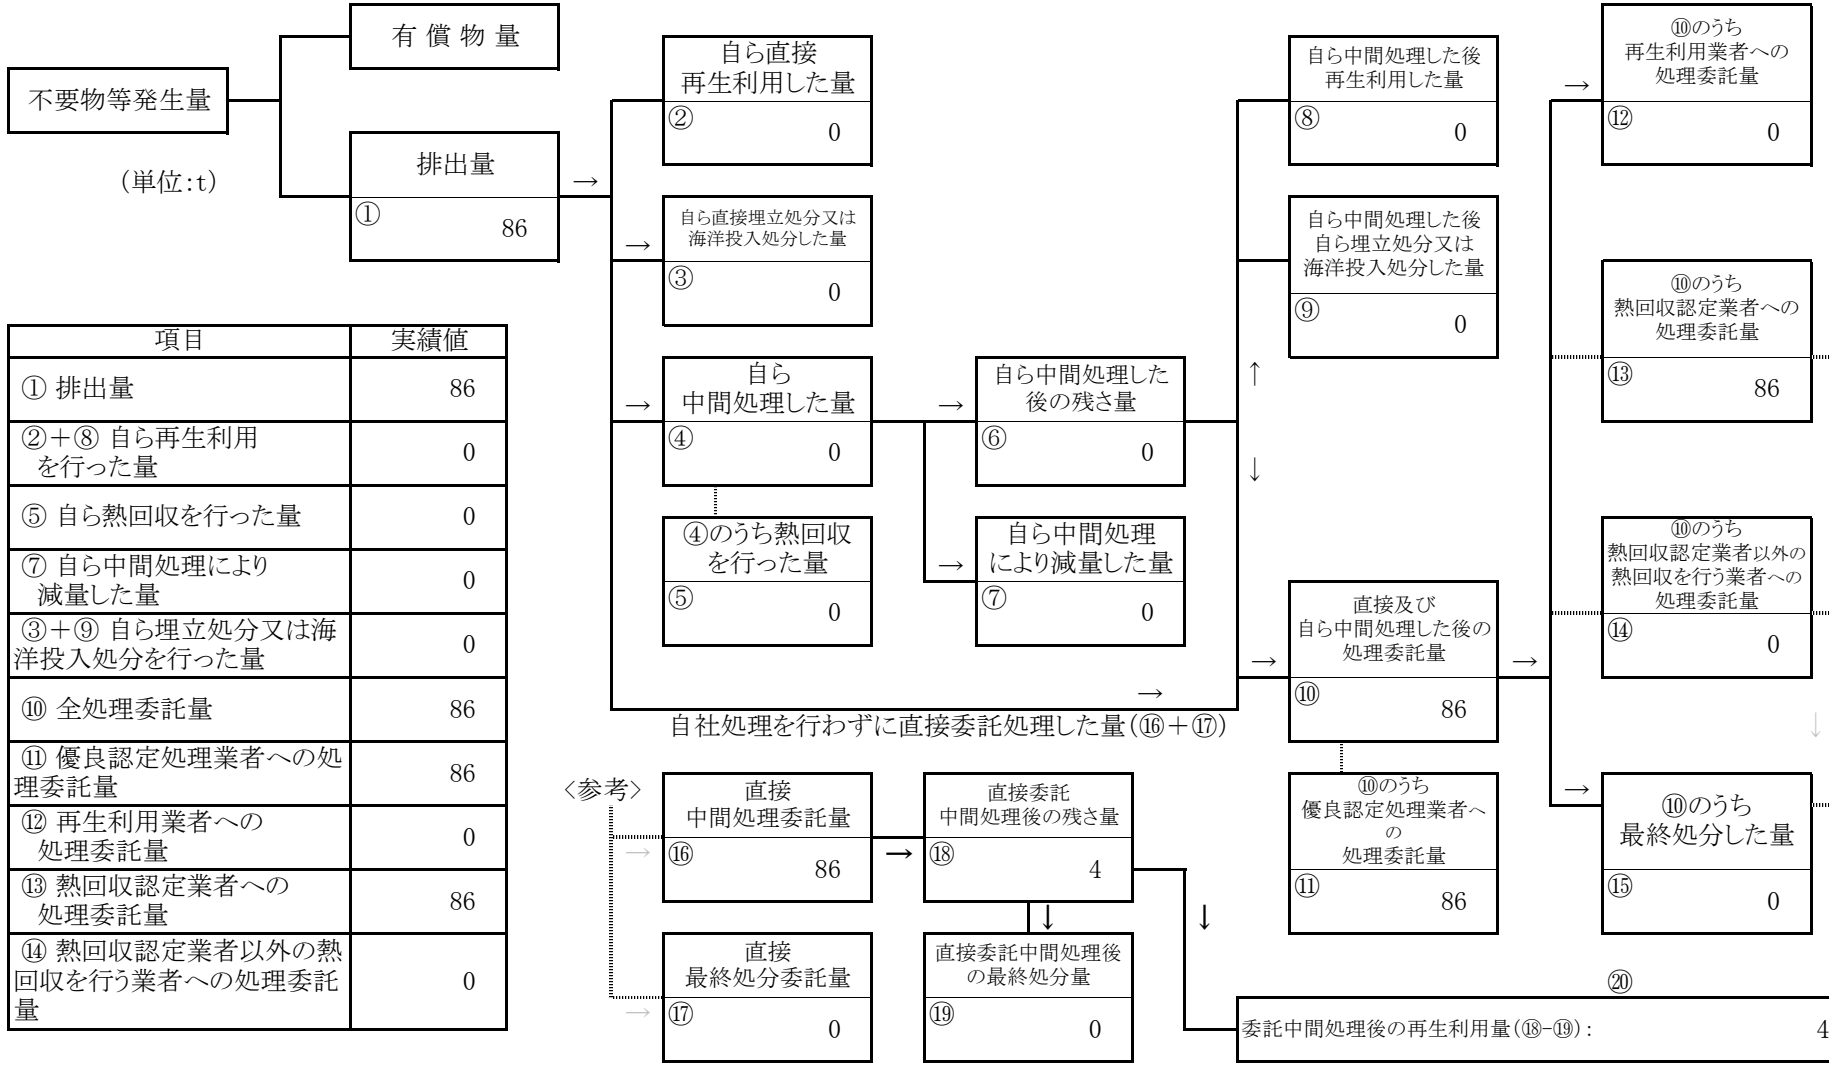 有 償 物 量
不要物等発生量
(単位:t)
排出量
①
86
→
自ら直接
再生利用した量
②
0
→
自ら直接埋立処分又は
海洋投入処分した量
③
0
→
自ら
中間処理した量
④
0
④のうち熱回収
を行った量
⑤
0
→
自ら中間処理した
後の残さ量
⑥
0
→
自ら中間処理
により減量した量
⑦
0
自ら中間処理した後
再生利用した量
⑧
0
自ら中間処理した後
自ら埋立処分又は
海洋投入処分した量
⑨
0
↑
↓
→
自社処理を行わずに直接委託処理した量(⑯+⑰)
→
直接及び
自ら中間処理した後の
処理委託量
⑩
86
⑩のうち
優良認定処理業者へ
の
処理委託量
⑪
86
→
→
⑩のうち
再生利用業者への
処理委託量
⑫
0
⑩のうち
熱回収認定業者への
処理委託量
⑬
86
⑩のうち
熱回収認定業者以外の
熱回収を行う業者への
処理委託量
⑭
0
↓
→
⑩のうち
最終処分した量
⑮
0
項目 実績値
① 排出量 86
②+⑧ 自ら再生利用
を行った量 0
⑤ 自ら熱回収を行った量 0
⑦ 自ら中間処理により
減量した量 0
③+⑨ 自ら埋立処分又は海
洋投入処分を行った量 0
⑩ 全処理委託量 86
⑪ 優良認定処理業者への処
理委託量 86
⑫ 再生利用業者への
処理委託量 0
⑬ 熱回収認定業者への
処理委託量 86
⑭ 熱回収認定業者以外の熱
回収を行う業者への処理委託
量 0
<参考>
→
直接
中間処理委託量
⑯
86
→
直接委託
中間処理後の残さ量
⑱
4
↓
↓
→
直接
最終処分委託量
⑰
0
直接委託中間処理後
の最終処分量
⑲
0
⑳
委託中間処理後の再生利用量(⑱-⑲): 4